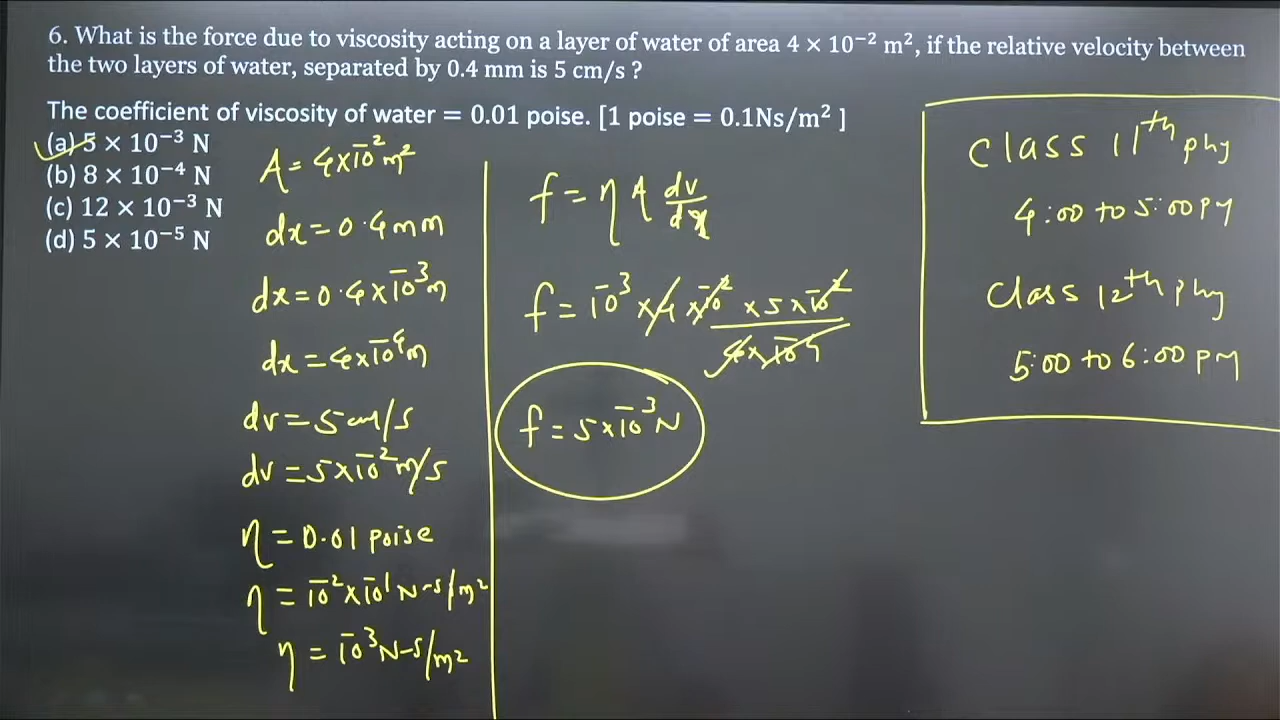 6. What is the force due to viscosity acting on a layer of water of area 4 × 10⁻² m², if the relative velocity between
the two layers of water, separated by 0.4 mm is 5 cm/s ?
The coefficient of viscosity of water = 0.01 poise. [1 poise = 0.1Ns/m² ]
(a) 5 × 10⁻³ N
(b) 8 × 10⁻⁴ N
(c) 12 × 10⁻³ N
(d) 5 × 10⁻⁵ N
A = 4×10⁻² m²
dx = 0.4 mm
dx = 0.4 × 10⁻³ m
dx = 4×10⁻⁴ m
dv = 5 cm/s
dv = 5×10⁻² m/s
η = 0.01 poise
η = 10⁻² × 10⁻¹ N-s/m²
η = 10⁻³ N-s/m²
f = η A dv/dx
f = 10⁻³ × 4 × 10⁻² × 5 × 10⁻²
4×10⁻⁴
f = 5×10⁻³ N
Class 11th phy
4:00 to 5:00 PM
Class 12th phy
5:00 to 6:00 PM